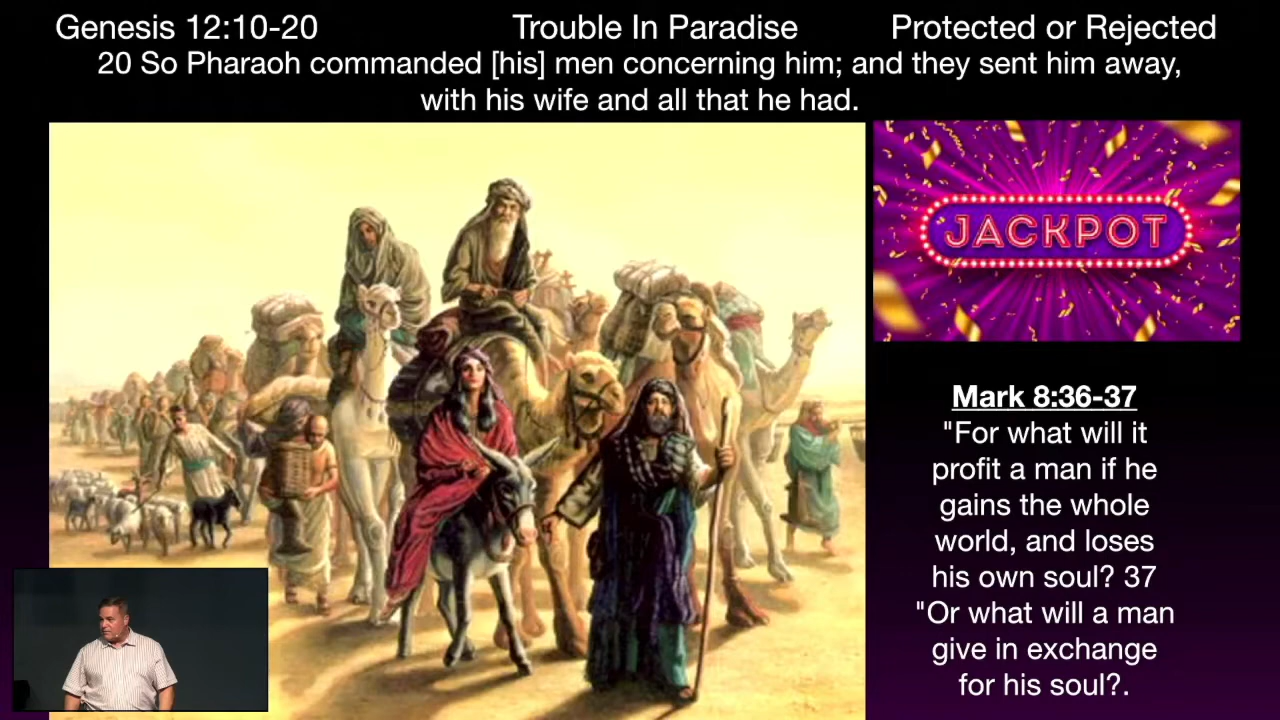 Genesis 12:10-20
Trouble In Paradise
Protected or Rejected
20 So Pharaoh commanded [his] men concerning him; and they sent him away,
with his wife and all that he had.
JACKPOT
Mark 8:36-37
"For what will it
profit a man if he
gains the whole
world, and loses
his own soul? 37
"Or what will a man
give in exchange
for his soul?.